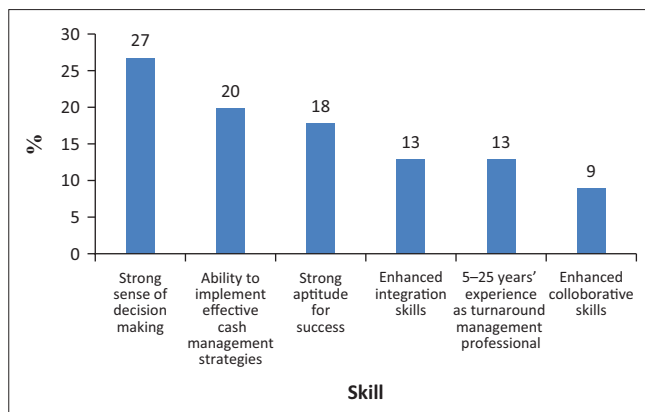 30
25
20
15
10
5
0
%
27
20
18
13
13
9
Strong
sense of
decision
making
Ability to
implement
effective
cash
management
strategies
Strong
aptitude
for
success
Enhanced
integration
skills
5–25 years’
experience
as turnaround
management
professional
Enhanced
colloborative
skills
Skill